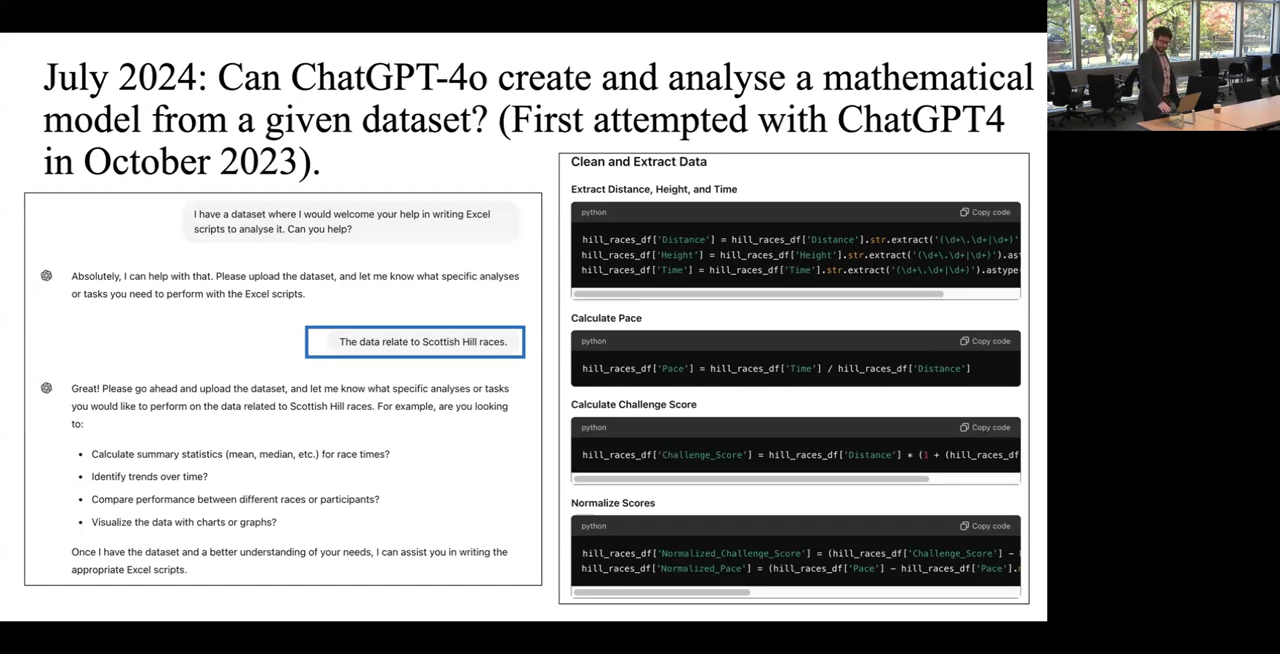 July 2024: Can ChatGPT-4o create and analyse a mathematical
model from a given dataset? (First attempted with ChatGPT4
in October 2023).
I have a dataset where I would welcome your help in writing Excel
scripts to analyse it. Can you help?
Absolutely, I can help with that. Please upload the dataset, and let me know what specific analyses
or tasks you need to perform with the Excel scripts.
The data relate to Scottish Hill races.
Great! Please go ahead and upload the dataset, and let me know what specific analyses or tasks
you would like to perform on the data related to Scottish Hill races. For example, are you looking
to:
• Calculate summary statistics (mean, median, etc.) for race times?
• Identify trends over time?
• Compare performance between different races or participants?
• Visualize the data with charts or graphs?
Once I have the dataset and a better understanding of your needs, I can assist you in writing the
appropriate Excel scripts.
Clean and Extract Data
Extract Distance, Height, and Time
python Copy code
hill_races_df['Distance'] = hill_races_df['Distance'].str.extract('(\d+\.\d+|\d+)'
hill_races_df['Height'] = hill_races_df['Height'].str.extract('(\d+\.\d+|\d+)').ast
hill_races_df['Time'] = hill_races_df['Time'].str.extract('(\d+\.\d+|\d+)').astype
Calculate Pace
python Copy code
hill_races_df['Pace'] = hill_races_df['Time'] / hill_races_df['Distance']
Calculate Challenge Score
python Copy code
hill_races_df['Challenge_Score'] = hill_races_df['Distance'] * (1 + (hill_races_df
Normalize Scores
python Copy code
hill_races_df['Normalized_Challenge_Score'] = (hill_races_df['Challenge_Score'] -
hill_races_df['Normalized_Pace'] = (hill_races_df['Pace'] - hill_races_df['Pace'].